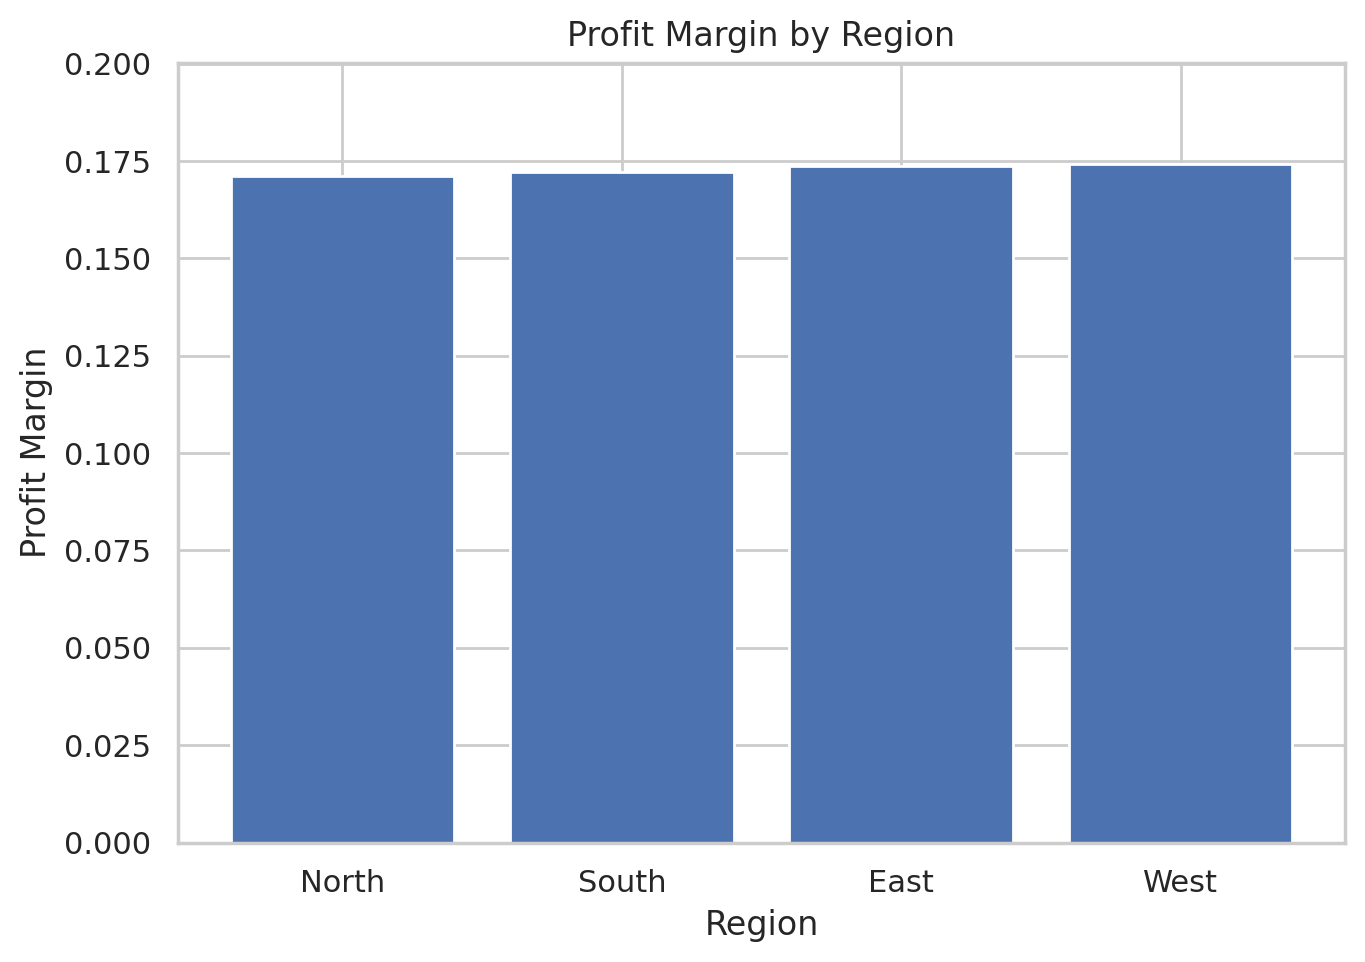 Profit Margin by Region
0.200
0.175
0.150
0.125
0.100
0.075
0.050
0.025
0.000
Profit Margin
North South East West
Region